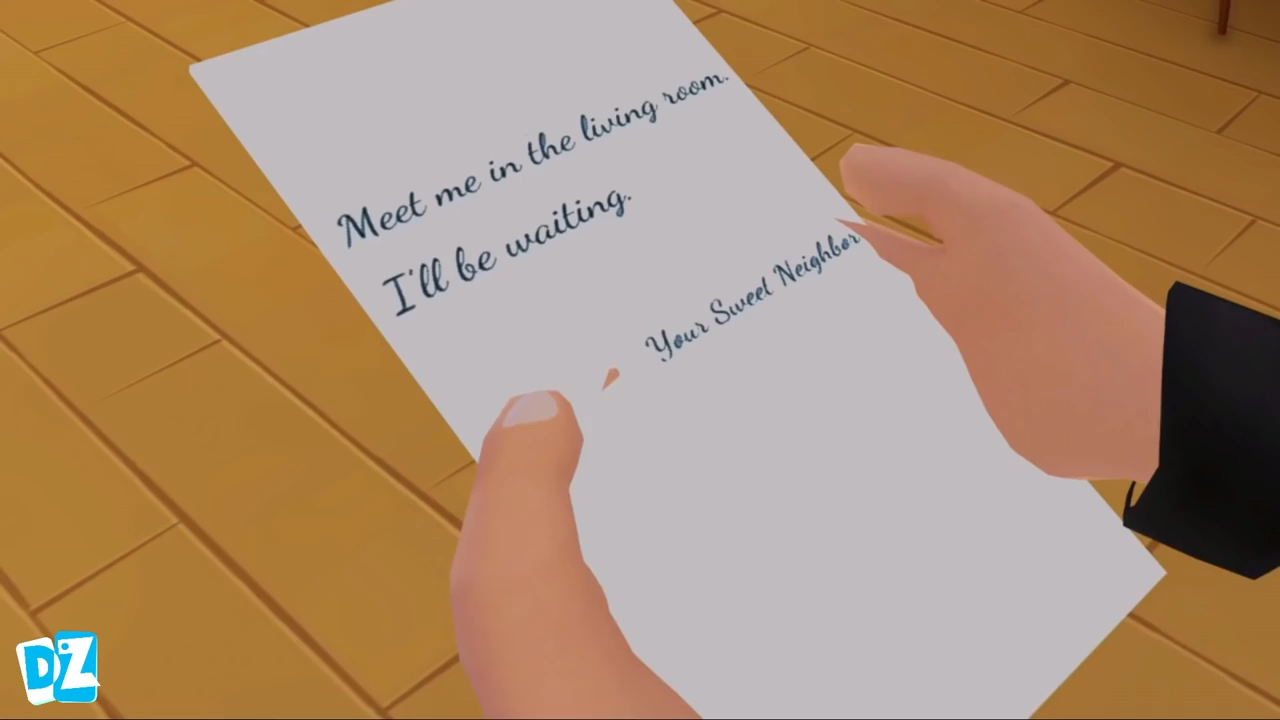 Meet me in the living room.
I'll be waiting.
Your Sweet Neighbor
DZ